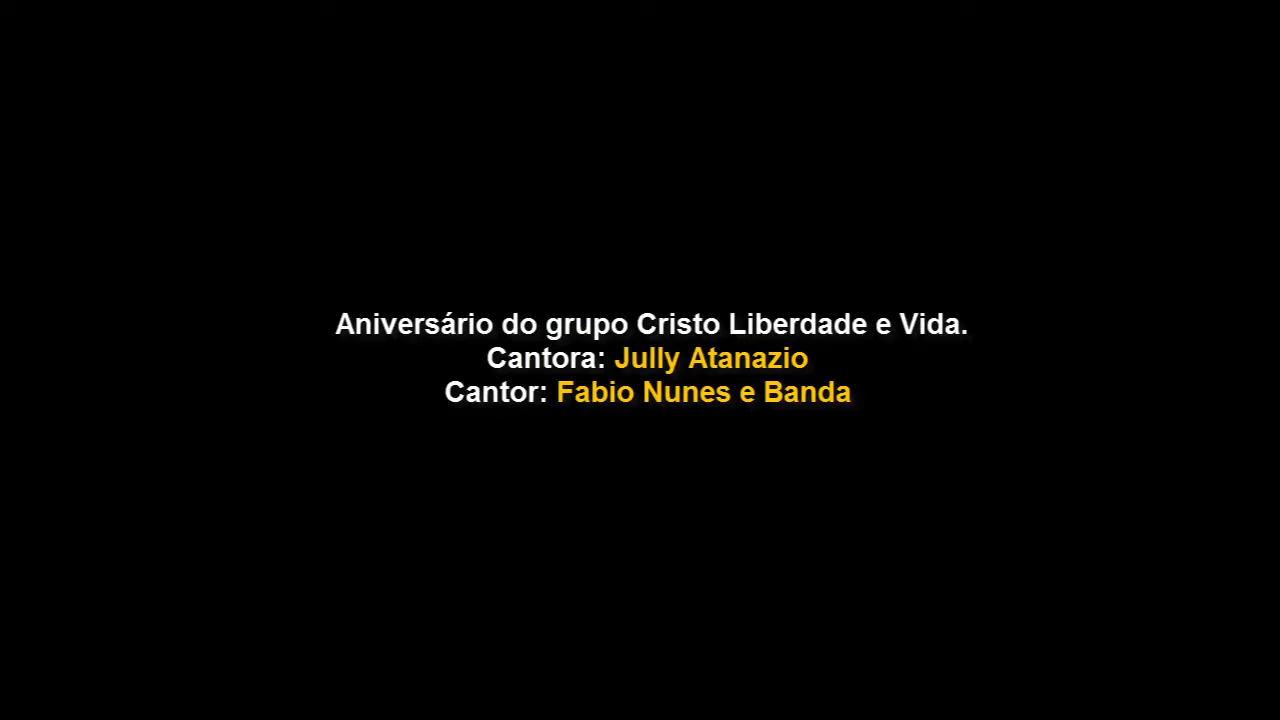 Aniversário do grupo Cristo Liberdade e Vida.
Cantora: Jully Atanazio
Cantor: Fabio Nunes e Banda